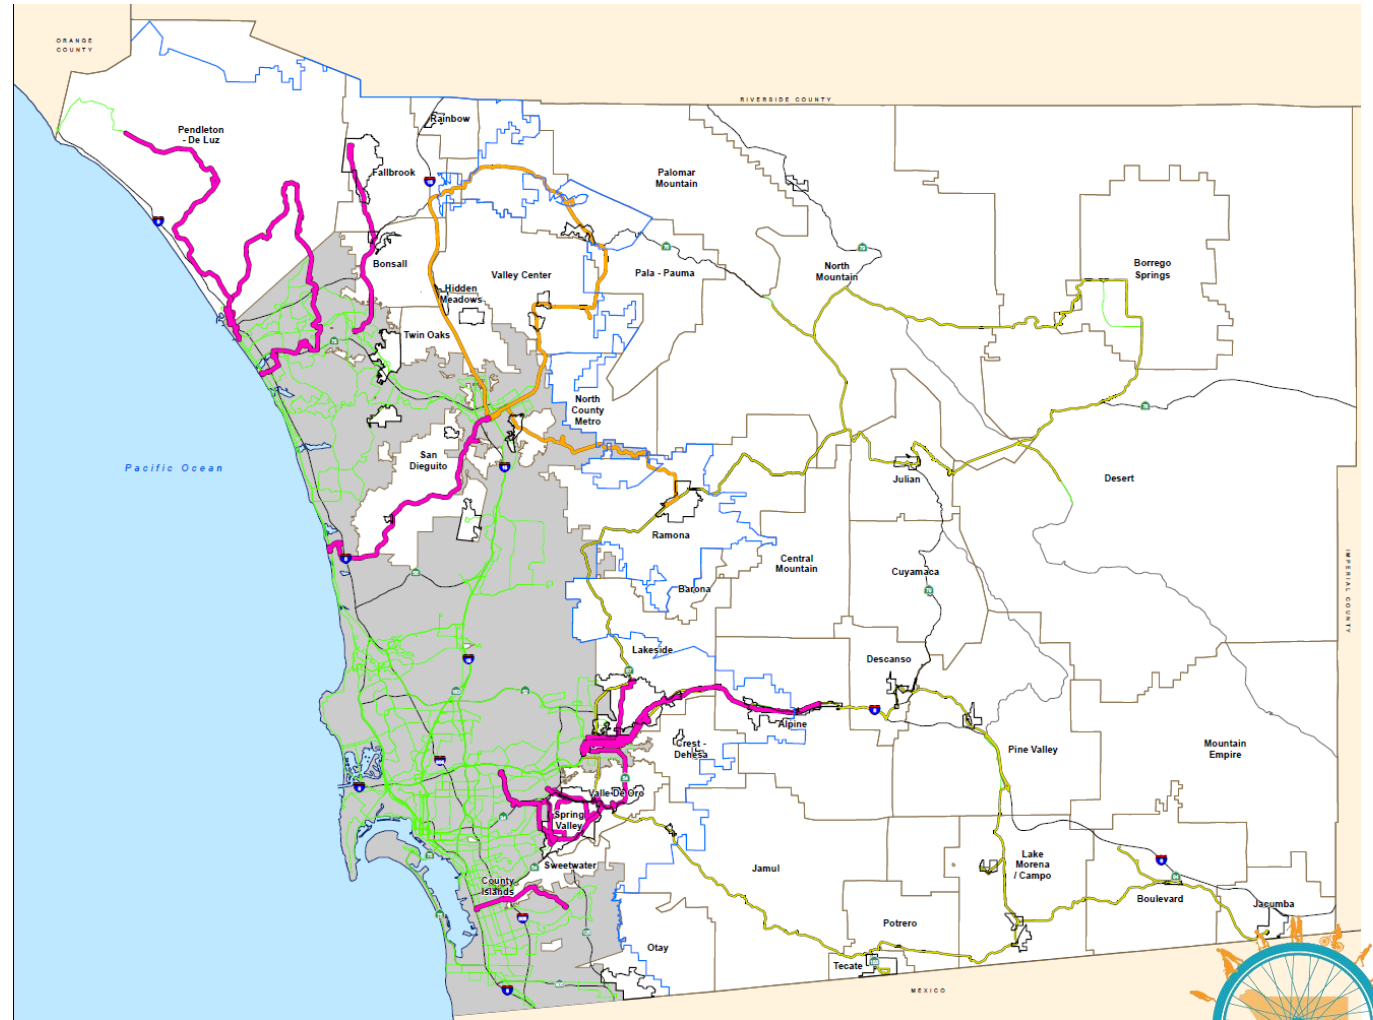 ORANGE
COUNTY
RIVERSIDE COUNTY
Rainbow
Pendleton
- De Luz
Fallbrook
Palomar
Mountain
Bonsall
Valley Center
Pala - Pauma
North
Mountain
Borrego
Springs
Hidden
Meadows
Twin Oaks
North
County
Metro
San
Dieguito
Pacific Ocean
Julian
Desert
Ramona
Central
Mountain
Cuyamaca
Barona
IMPERIAL COUNTY
Lakeside
Descanso
Alpine
Crest -
Dehesa
Pine Valley
Mountain
Empire
Valle De Oro
Spring
Valley
Sweetwater
County
Islands
Jamul
Lake
Morena
/ Campo
Boulevard
Jacumba
Potrero
Otay
Tecate
MEXICO